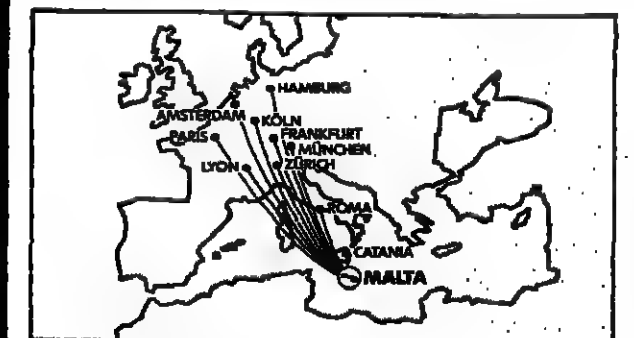 HAMBURG
AMSTERDAM
KÖLN
PARIS
FRANKFURT
MÜNCHEN
LYON
ZÜRICH
ROMA
CATANIA
MALTA